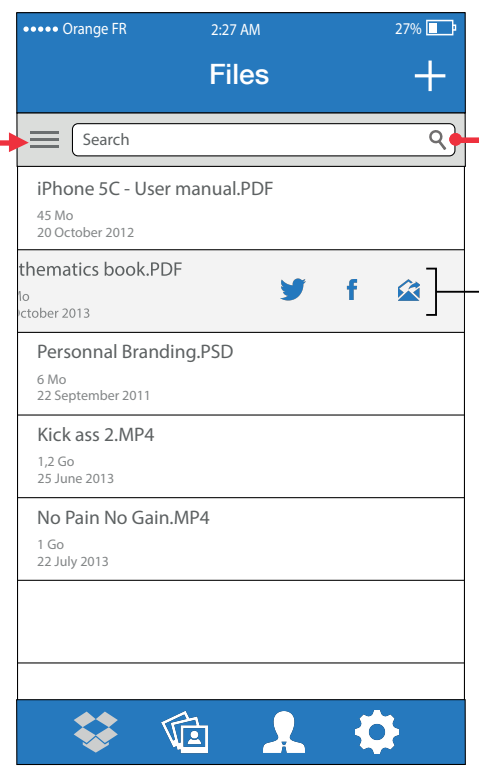 Orange FR 2:27 AM 27%
Files
Search
iPhone 5C - User manual.PDF
45 Mo
20 October 2012
thematics book.PDF
lo
ctober 2013
Personnal Branding.PSD
6 Mo
22 September 2011
Kick ass 2.MP4
1,2 Go
25 June 2013
No Pain No Gain.MP4
1 Go
22 July 2013